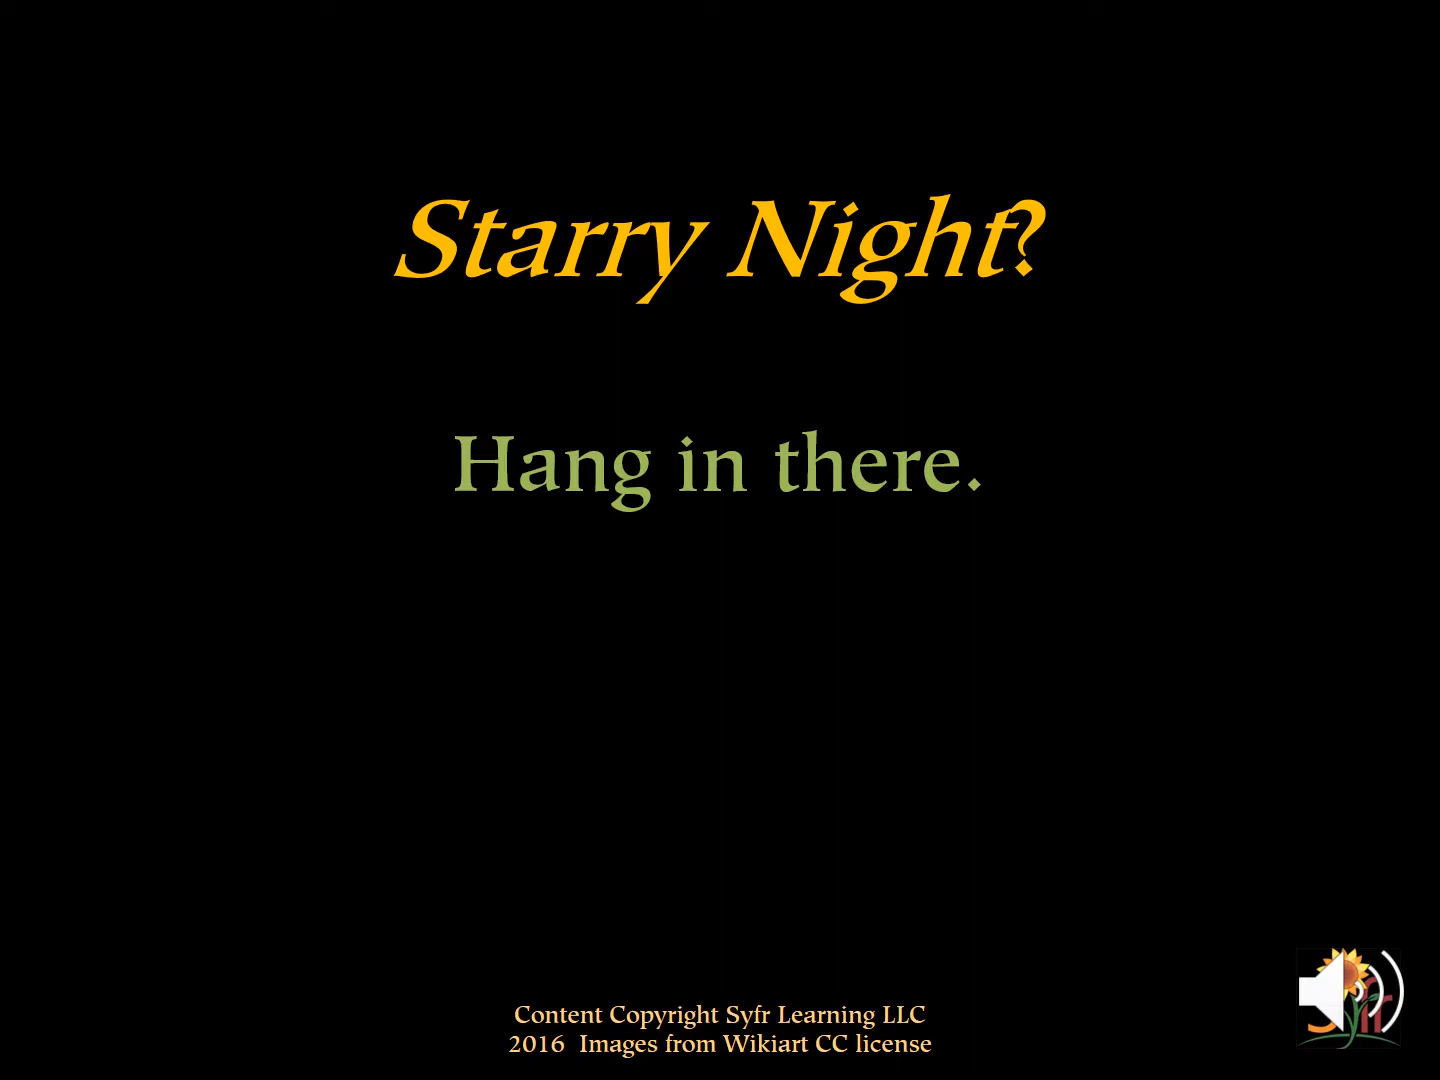 Starry Night?
Hang in there.
Content Copyright Syfr Learning LLC
2016 Images from Wikiart CC license